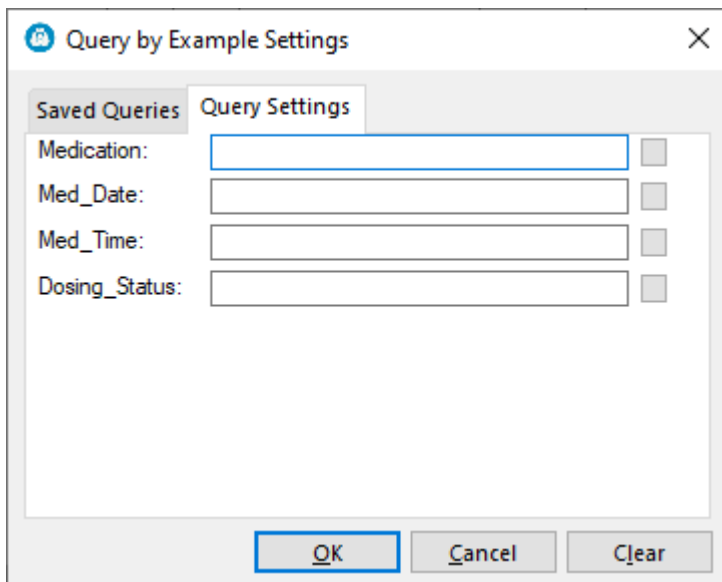 Query by Example Settings
Saved Queries Query Settings
Medication:
Med_Date:
Med_Time:
Dosing_Status:
OK Cancel Clear